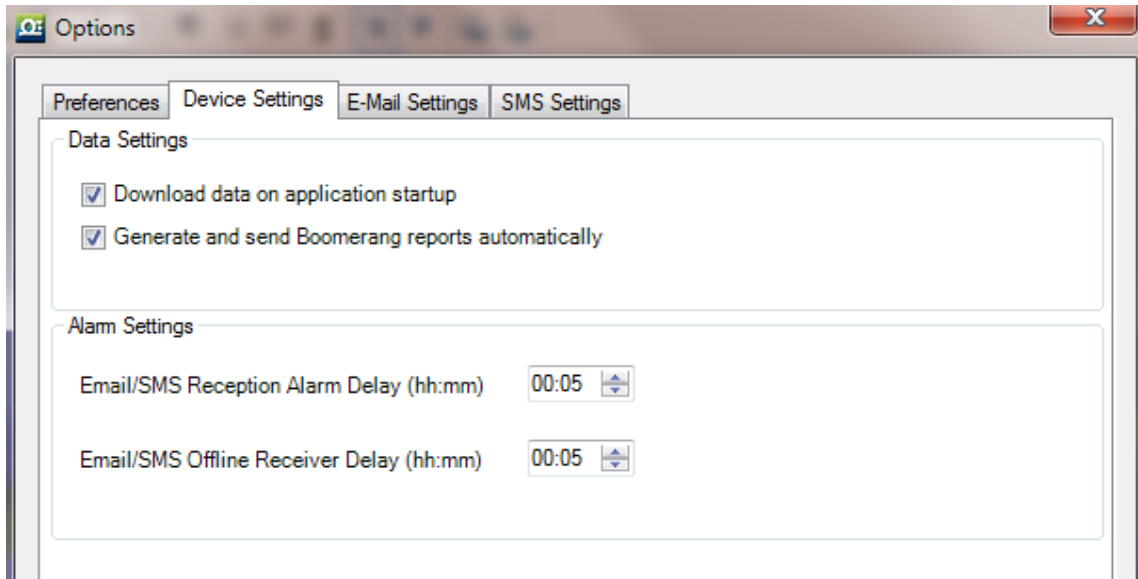 Options
Preferences Device Settings E-Mail Settings SMS Settings
Data Settings
Download data on application startup
Generate and send Boomerang reports automatically
Alarm Settings
Email/SMS Reception Alarm Delay (hh:mm) 00:05
Email/SMS Offline Receiver Delay (hh:mm) 00:05